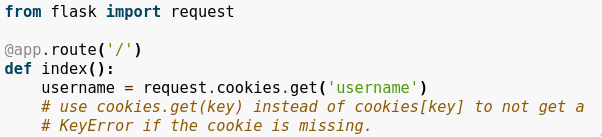 from flask import request
@app.route('/')
def index():
    username = request.cookies.get('username')
    # use cookies.get(key) instead of cookies[key] to not get a
    # KeyError if the cookie is missing.